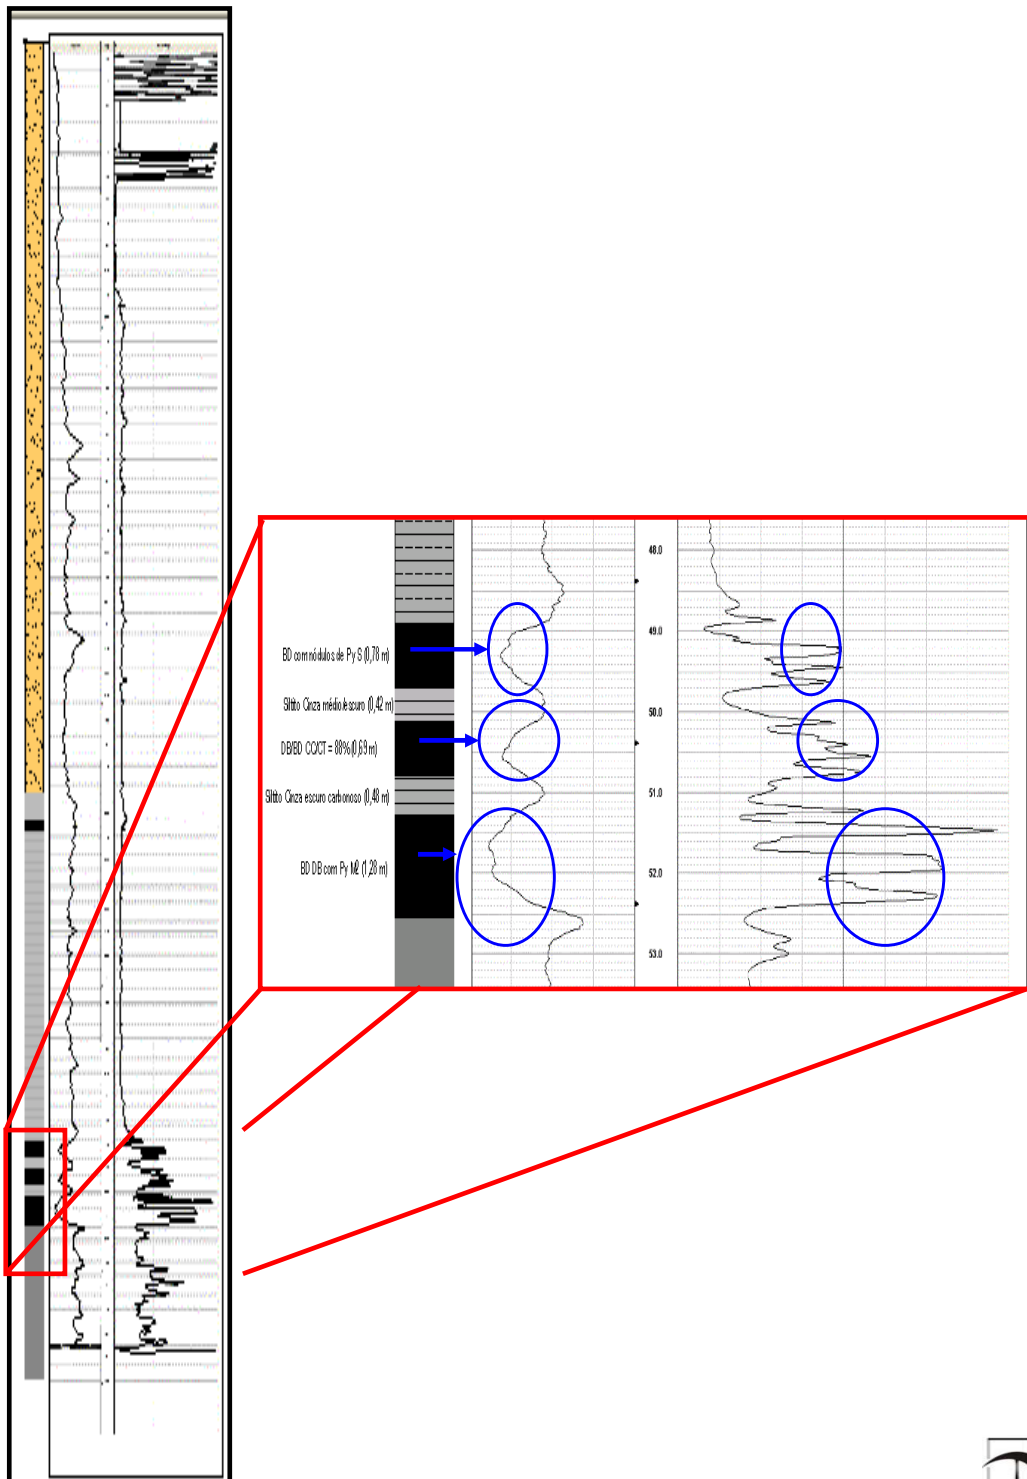 48.0
49.0
BD com nódulos de Py S (0,78 m)
Siltito Cinza médio/escuro (0,42 m)
50.0
DB/BD CC/CT = 88% (0,69 m)
51.0
Siltito Cinza escuro carbonoso (0,48 m)
BD DB com Py M2 (1,28 m)
52.0
53.0